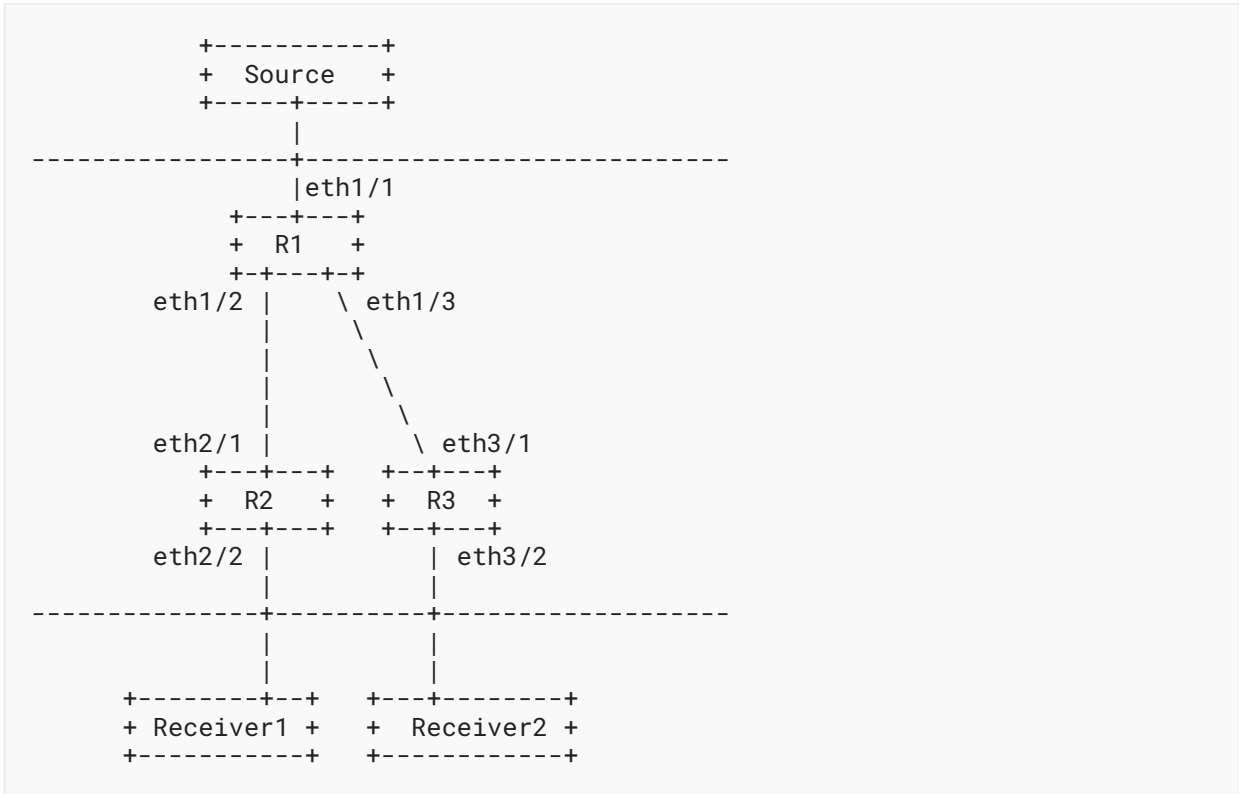 Source
eth1/1
R1
eth1/2 eth1/3
eth2/1 eth3/1
R2 R3
eth2/2 eth3/2
Receiver1 Receiver2